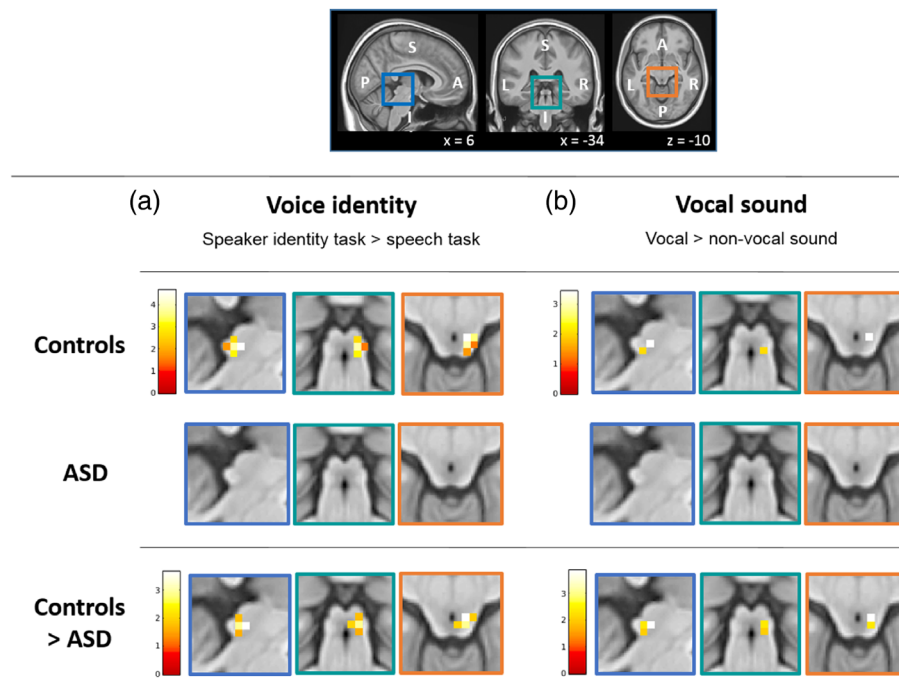 S
P
A
I
x = 6
S
L
R
I
x = -34
A
L
R
P
z = -10
(a)
Voice identity
Speaker identity task > speech task
(b)
Vocal sound
Vocal > non-vocal sound
Controls
4
3
2
1
0
3
2
1
0
ASD
Controls
> ASD
3
2
1
0
3
2
1
0